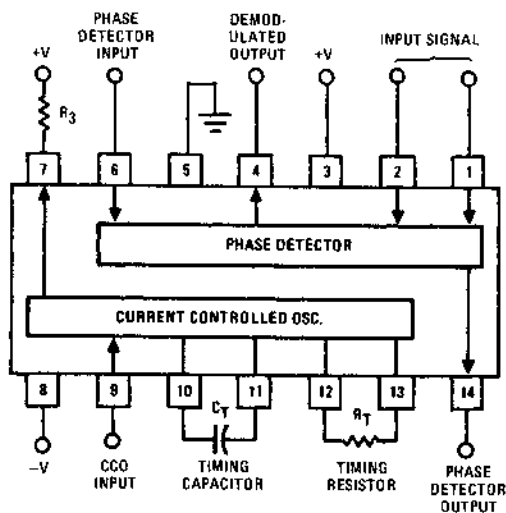 PHASE
DETECTOR
INPUT
DEMOD-
ULATED
OUTPUT
INPUT SIGNAL
+V
+V
R3
7
6
5
4
3
2
1
PHASE DETECTOR
CURRENT CONTROLLED OSC.
8
9
10
11
12
13
14
CT
RT
−V
CCO
INPUT
TIMING
CAPACITOR
TIMING
RESISTOR
PHASE
DETECTOR
OUTPUT